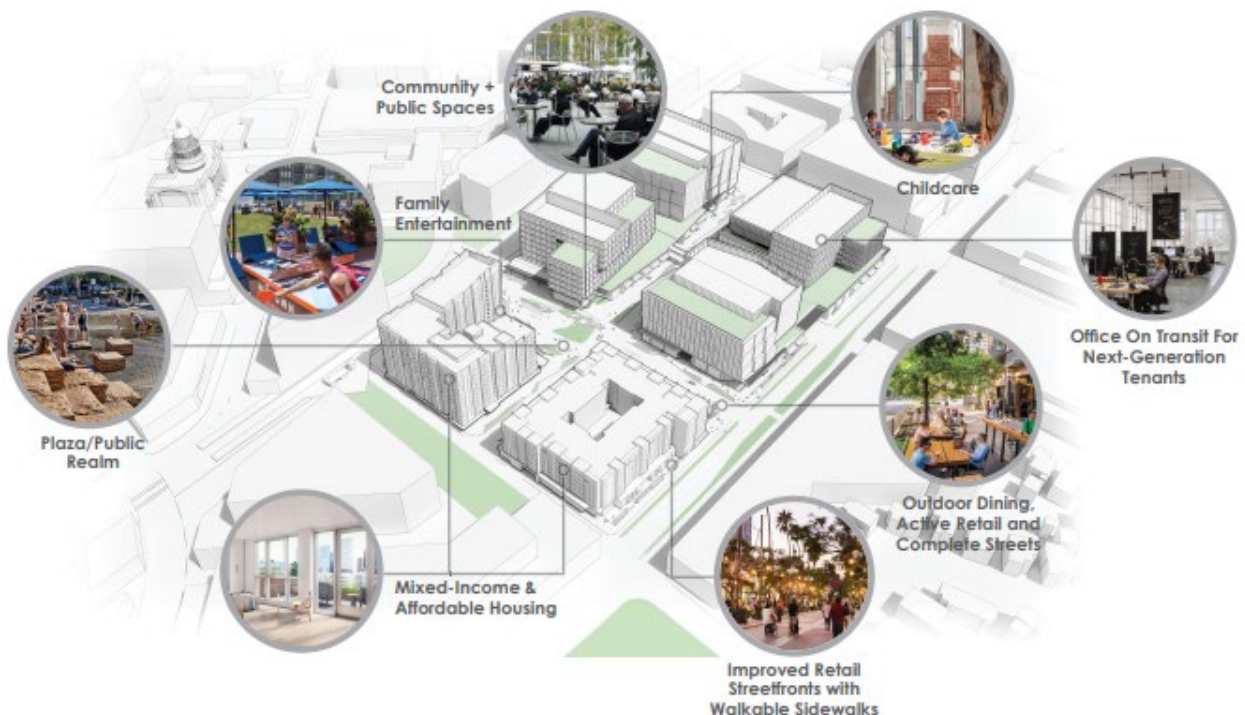 Community +
Public Spaces
Childcare
Family
Entertainment
Office On Transit For
Next-Generation
Tenants
Plaza/Public
Realm
Outdoor Dining,
Active Retail and
Complete Streets
Mixed-Income &
Affordable Housing
Improved Retail
Streetfronts with
Walkable Sidewalks